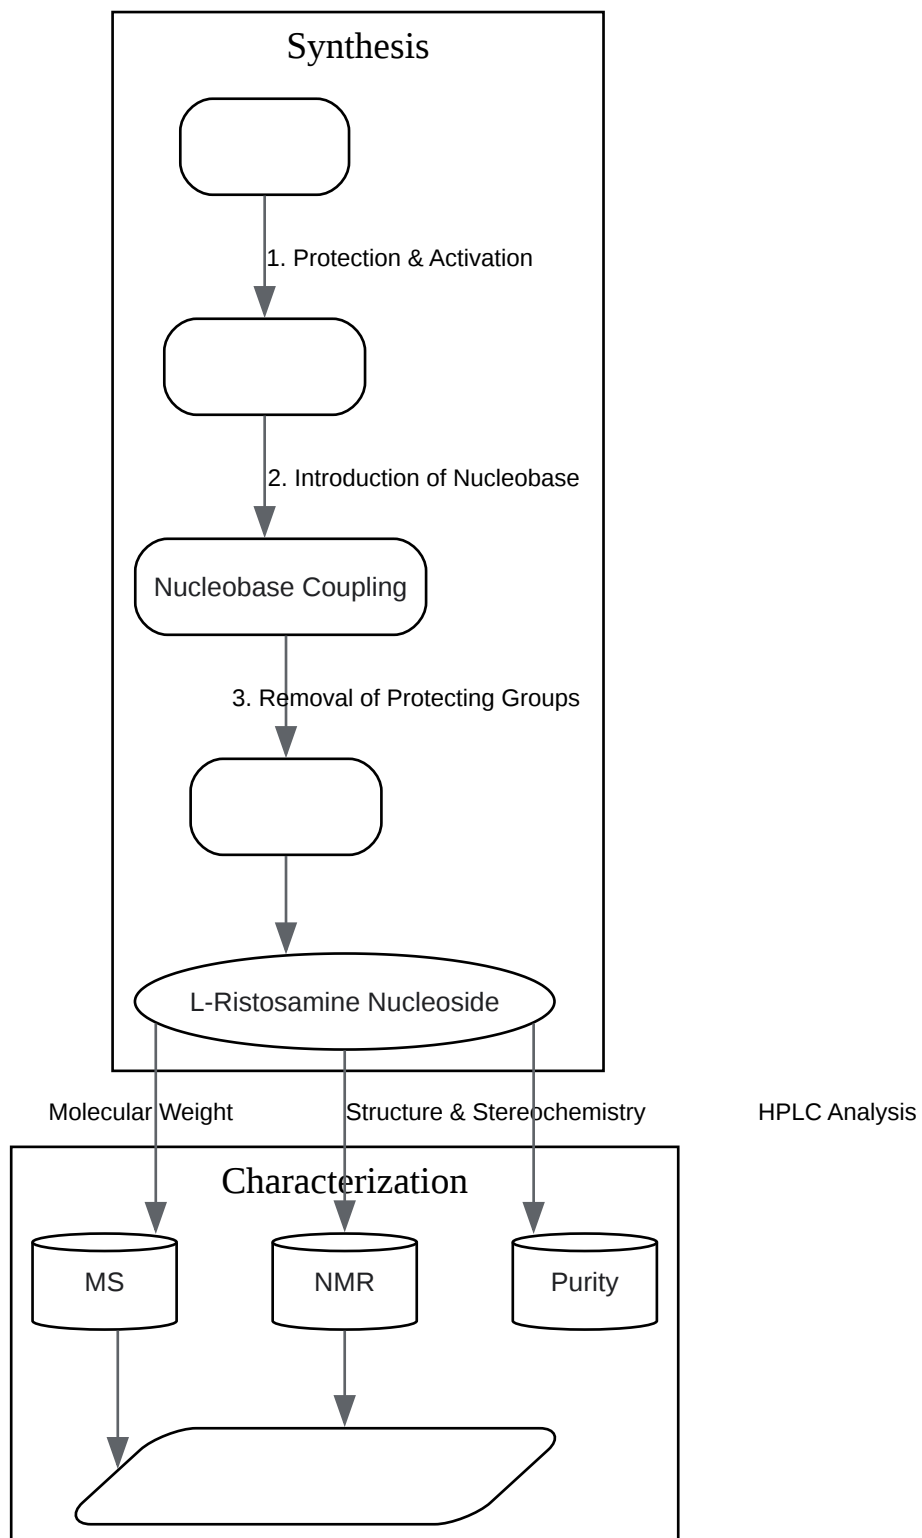 Synthesis
1. Protection & Activation
2. Introduction of Nucleobase
Nucleobase Coupling
3. Removal of Protecting Groups
L-Ristosamine Nucleoside
Molecular Weight
Structure & Stereochemistry
HPLC Analysis
Characterization
MS
NMR
Purity